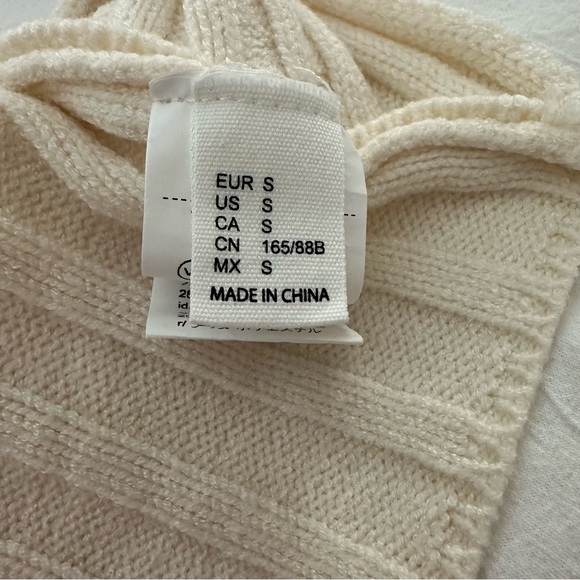 EUR S
US S
CA S
CN 165/88B
MX S
MADE IN CHINA